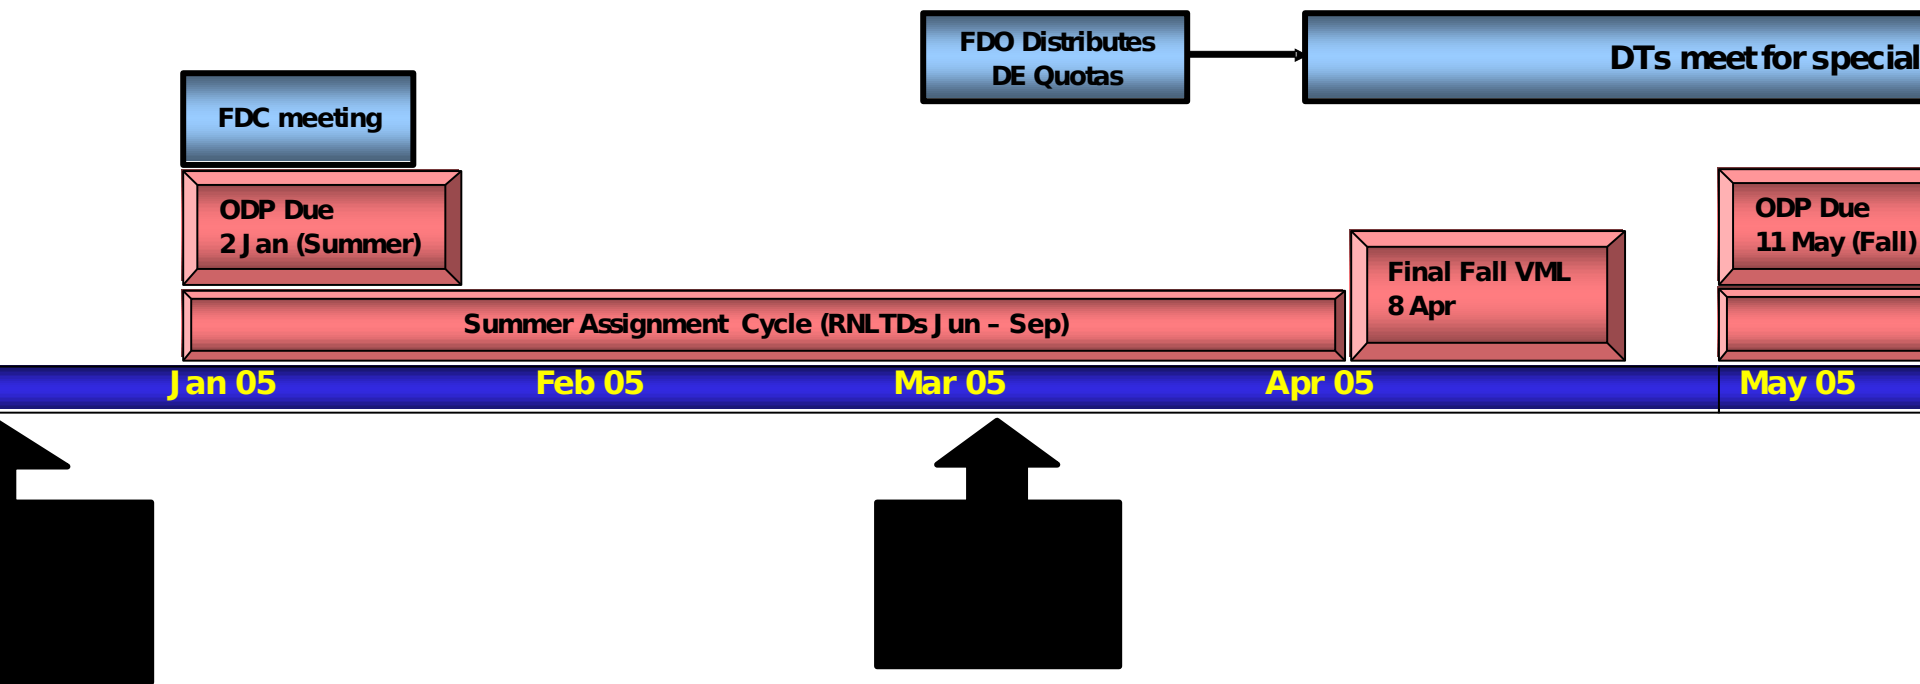 FDO Distributes
DE Quotas
DTs meet for special
FDC meeting
ODP Due
2 Jan (Summer)
ODP Due
11 May (Fall)
Final Fall VML
8 Apr
Summer Assignment Cycle (RNLTDs Jun – Sep)
Jan 05
Feb 05
Mar 05
Apr 05
May 05